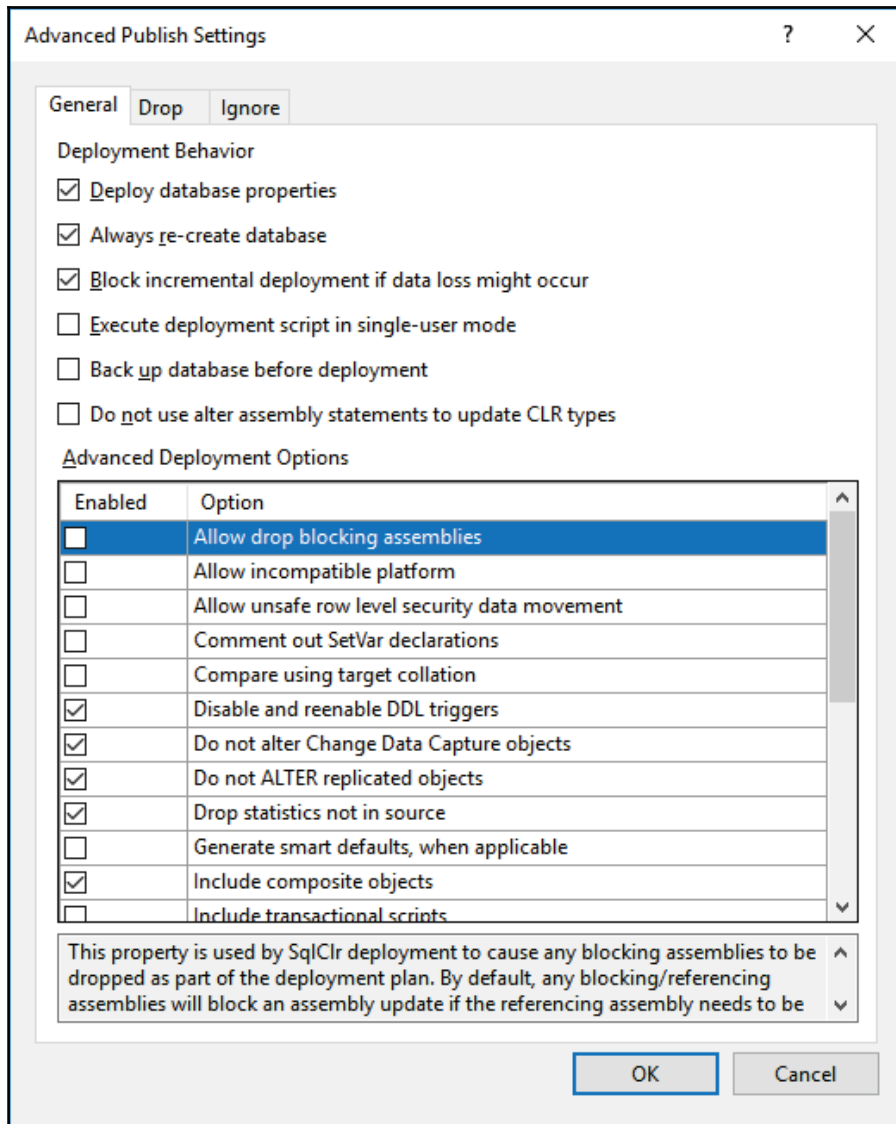 Advanced Publish Settings
?
General Drop Ignore
Deployment Behavior
Deploy database properties
Always re-create database
Block incremental deployment if data loss might occur
Execute deployment script in single-user mode
Back up database before deployment
Do not use alter assembly statements to update CLR types
Advanced Deployment Options
Enabled Option
Allow drop blocking assemblies
Allow incompatible platform
Allow unsafe row level security data movement
Comment out SetVar declarations
Compare using target collation
Disable and reenable DDL triggers
Do not alter Change Data Capture objects
Do not ALTER replicated objects
Drop statistics not in source
Generate smart defaults, when applicable
Include composite objects
Include transactional scripts
This property is used by SqlClr deployment to cause any blocking assemblies to be
dropped as part of the deployment plan. By default, any blocking/referencing
assemblies will block an assembly update if the referencing assembly needs to be
OK Cancel